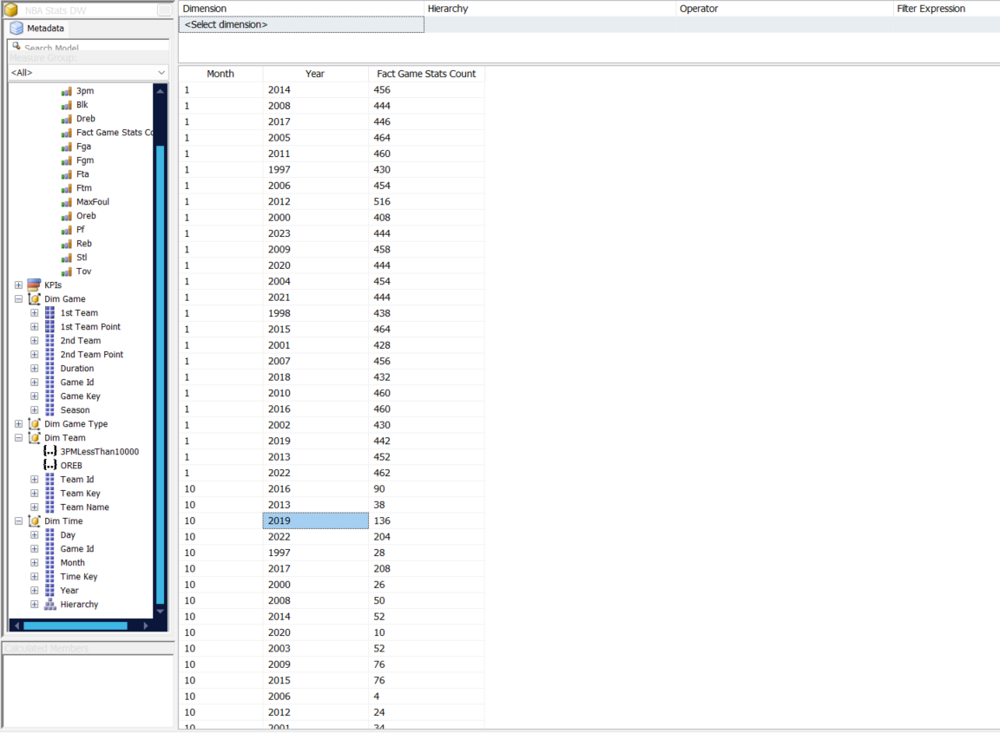 NBA Stats DW
Metadata
Search Model
Measure Group:
<All>
3pm
Blk
Dreb
Fact Game Stats Co
Fga
Fgm
Fta
Ftm
MaxFoul
Oreb
Pf
Reb
Stl
Tov
KPIs
Dim Game
1st Team
1st Team Point
2nd Team
2nd Team Point
Duration
Game Id
Game Key
Season
Dim Game Type
Dim Team
3PMLessThan10000
OREB
Team Id
Team Key
Team Name
Dim Time
Day
Game Id
Month
Time Key
Year
Hierarchy
Calculated Members
Dimension Hierarchy Operator Filter Expression
<Select dimension>
Month Year Fact Game Stats Count
1 2014 456
1 2008 444
1 2017 446
1 2005 464
1 2011 460
1 1997 430
1 2006 454
1 2012 516
1 2000 408
1 2023 444
1 2009 458
1 2020 444
1 2004 454
1 2021 444
1 1998 438
1 2015 464
1 2001 428
1 2007 456
1 2018 432
1 2010 460
1 2016 460
1 2002 430
1 2019 442
1 2013 452
1 2022 462
10 2016 90
10 2013 38
10 2019 136
10 2022 204
10 1997 28
10 2017 208
10 2000 26
10 2008 50
10 2014 52
10 2020 10
10 2003 52
10 2009 76
10 2015 76
10 2006 4
10 2012 24
10 2001 34